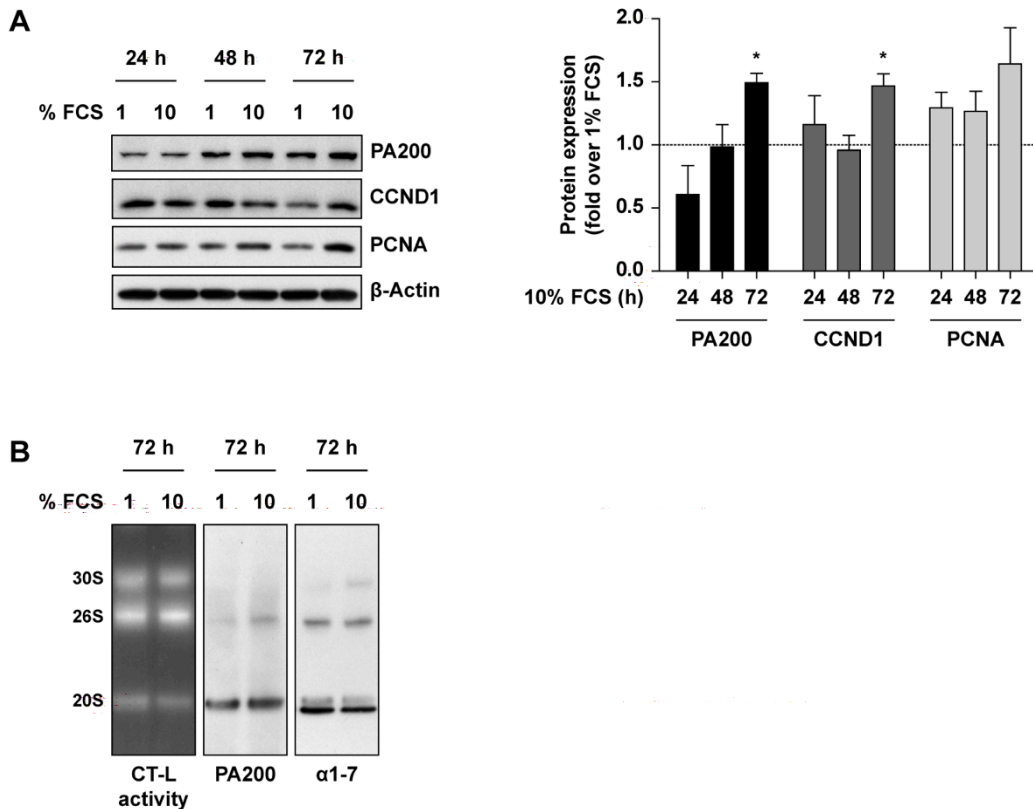 A
24 h 48 h 72 h
% FCS 1 10 1 10 1 10
PA200
CCND1
PCNA
β-Actin
Protein expression
(fold over 1% FCS)
2.0
1.5
1.0
0.5
0.0
* *
10% FCS (h) 24 48 72 24 48 72 24 48 72
PA200 CCND1 PCNA
B
72 h 72 h 72 h
% FCS 1 10 1 10 1 10
30S
26S
20S
CT-L
activity
PA200
α1-7